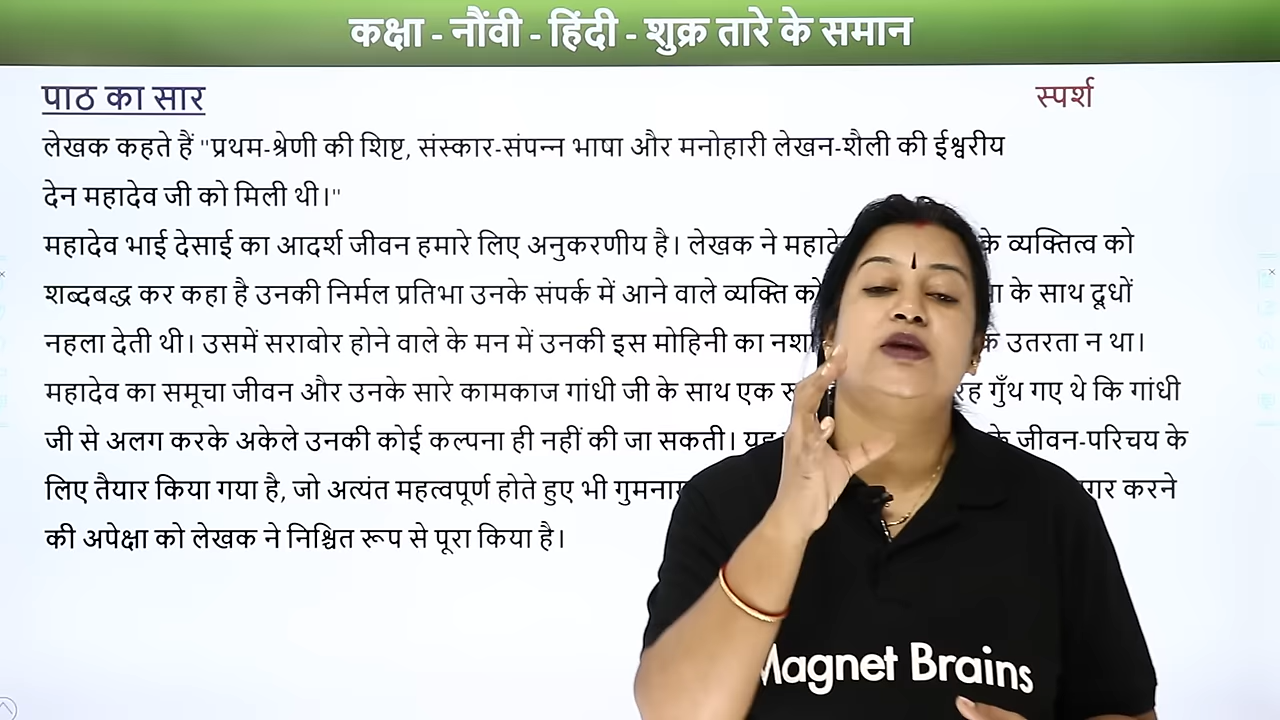 कक्षा - नौंवी - हिंदी - शुक्र तारे के समान
पाठ का सार
स्पर्श
लेखक कहते हैं "प्रथम-श्रेणी की शिष्ट, संस्कार-संपन्न भाषा और मनोहारी लेखन-शैली की ईश्वरीय
देन महादेव जी को मिली थी।"
महादेव भाई देसाई का आदर्श जीवन हमारे लिए अनुकरणीय है। लेखक ने के व्यक्तित्व को
शब्दबद्ध कर कहा है उनकी निर्मल प्रतिभा उनके संपर्क में आने वाले व्यक्ति को के साथ दूधों
नहला देती थी। उसमें सराबोर होने वाले के मन में उनकी इस मोहिनी का नशा उतरता न था।
महादेव का समूचा जीवन और उनके सारे कामकाज गांधी जी के साथ एक गुँथ गए थे कि गांधी
जी से अलग करके अकेले उनकी कोई कल्पना ही नहीं की जा सकती। यह के जीवन-परिचय के
लिए तैयार किया गया है, जो अत्यंत महत्वपूर्ण होते हुए भी करने
की अपेक्षा को लेखक ने निश्चित रूप से पूरा किया है।
Magnet Brains